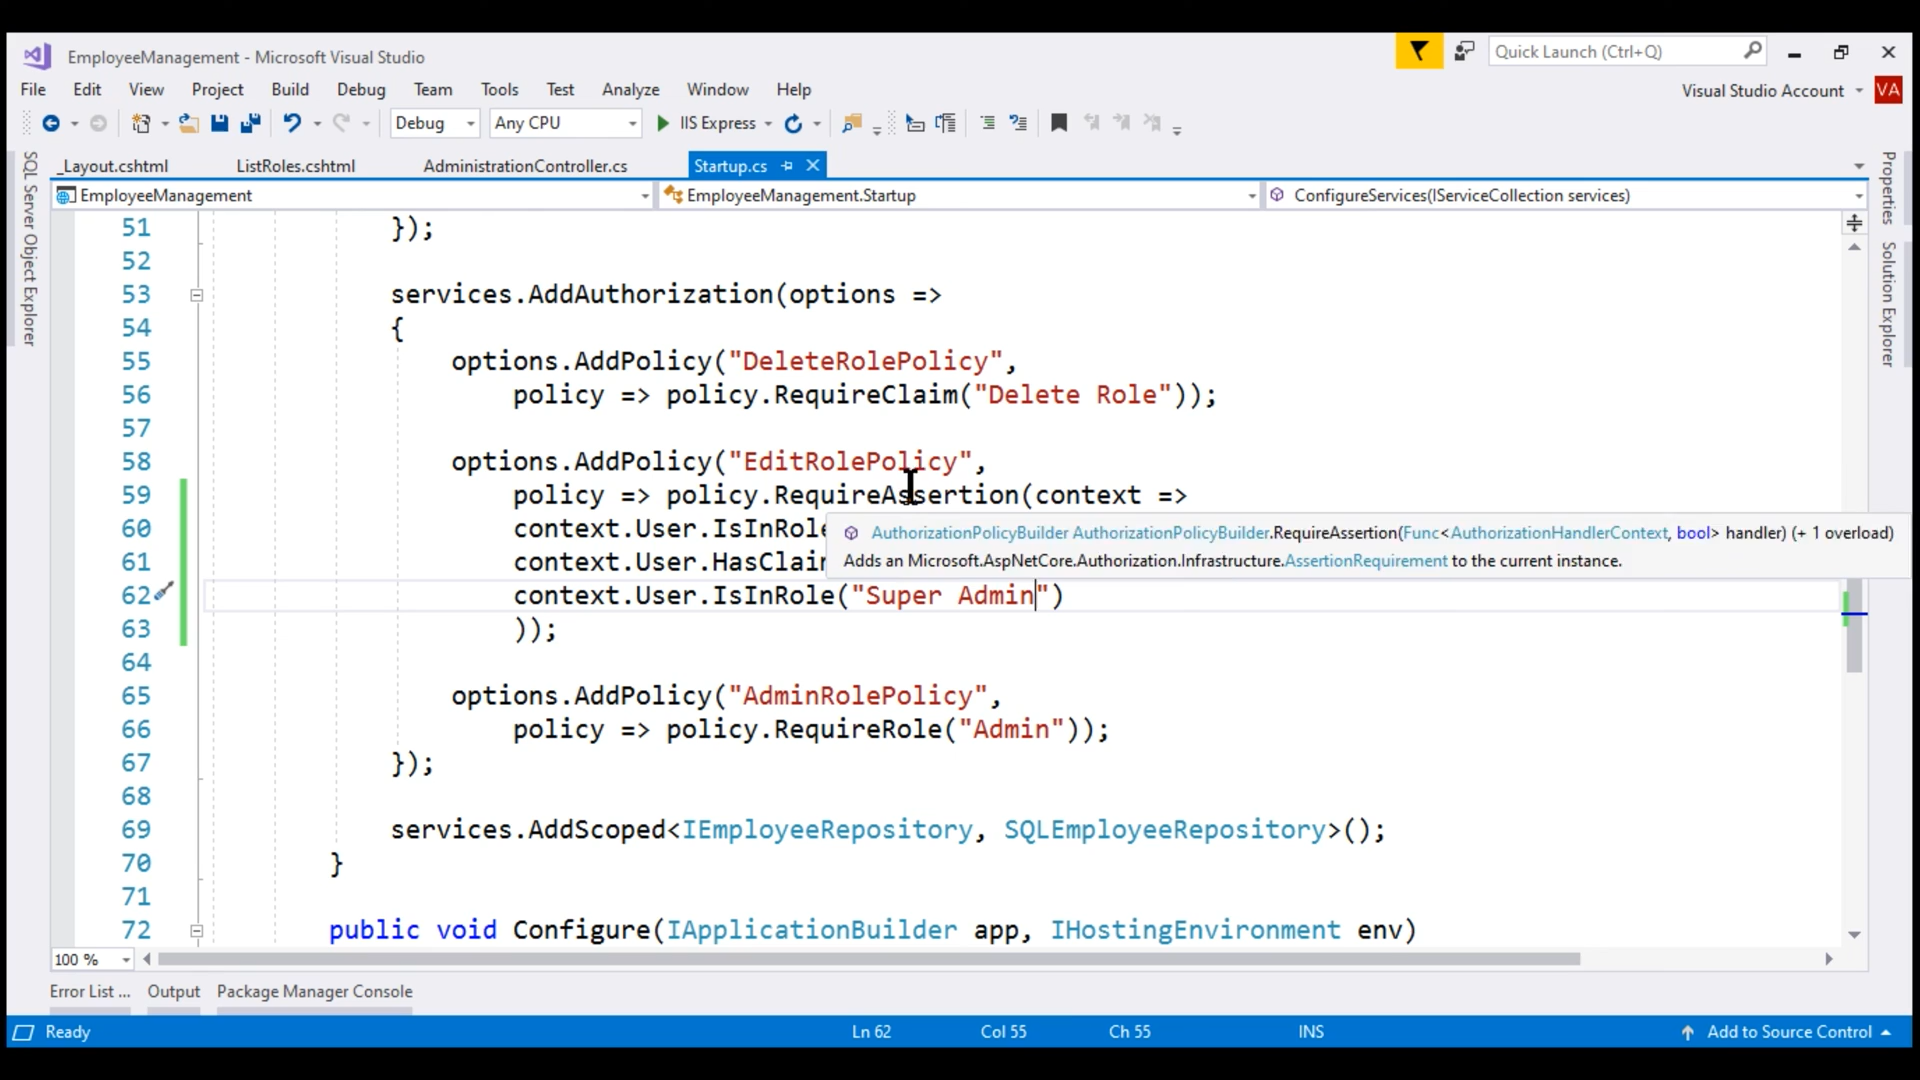 EmployeeManagement - Microsoft Visual Studio
Quick Launch (Ctrl+Q)
File Edit View Project Build Debug Team Tools Test Analyze Window Help
Visual Studio Account VA
Debug Any CPU IIS Express
_Layout.cshtml ListRoles.cshtml AdministrationController.cs Startup.cs
EmployeeManagement EmployeeManagement.Startup ConfigureServices(IServiceCollection services)
SQL Server Object Explorer
Properties
Solution Explorer
51 });
52
53 services.AddAuthorization(options =>
54 {
55 options.AddPolicy("DeleteRolePolicy",
56 policy => policy.RequireClaim("Delete Role"));
57
58 options.AddPolicy("EditRolePolicy",
59 policy => policy.RequireAssertion(context =>
60 context.User.IsInRole
AuthorizationPolicyBuilder AuthorizationPolicyBuilder.RequireAssertion(Func<AuthorizationHandlerContext, bool> handler) (+ 1 overload)
Adds an Microsoft.AspNetCore.Authorization.Infrastructure.AssertionRequirement to the current instance.
61 context.User.HasClaim
62 context.User.IsInRole("Super Admin")
63 ));
64
65 options.AddPolicy("AdminRolePolicy",
66 policy => policy.RequireRole("Admin"));
67 });
68
69 services.AddScoped<IEmployeeRepository, SQLEmployeeRepository>();
70 }
71
72 public void Configure(IApplicationBuilder app, IHostingEnvironment env)
100 %
Error List ... Output Package Manager Console
Ready Ln 62 Col 55 Ch 55 INS Add to Source Control